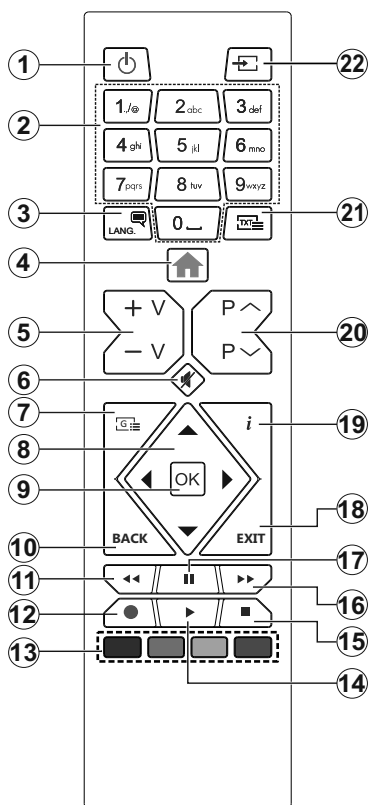 1
22
2
1./@ 2abc 3def
4ghi 5jkl 6mno
7pqrs 8tuv 9wxyz
3
LANG.
0
TXT
21
4
+ V
P
5
20
- V
P
6
7
G
i
19
8
9
OK
18
10
BACK
EXIT
17
11
16
12
15
13
14